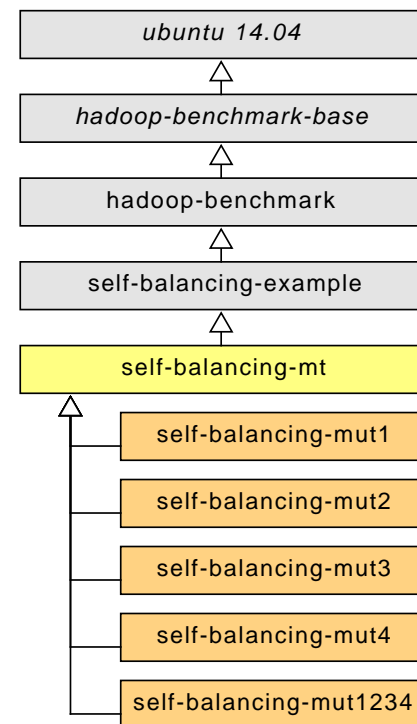 ubuntu 14.04
hadoop-benchmark-base
hadoop-benchmark
self-balancing-example
self-balancing-mt
self-balancing-mut1
self-balancing-mut2
self-balancing-mut3
self-balancing-mut4
self-balancing-mut1234